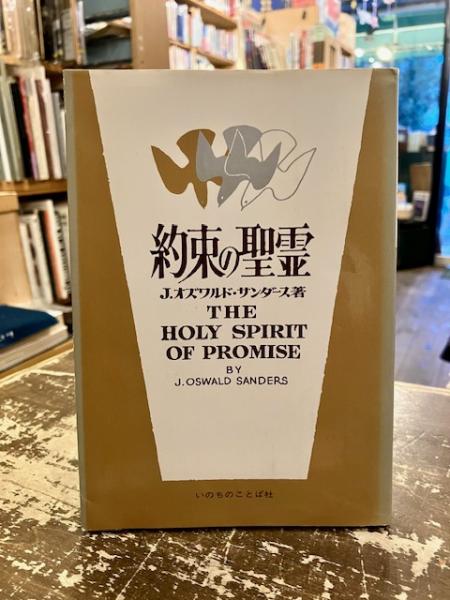 約束の聖霊
J.オズワルド・サンダース著
THE
HOLY SPIRIT
OF PROMISE
BY
J. OSWALD SANDERS
いのちのことば社